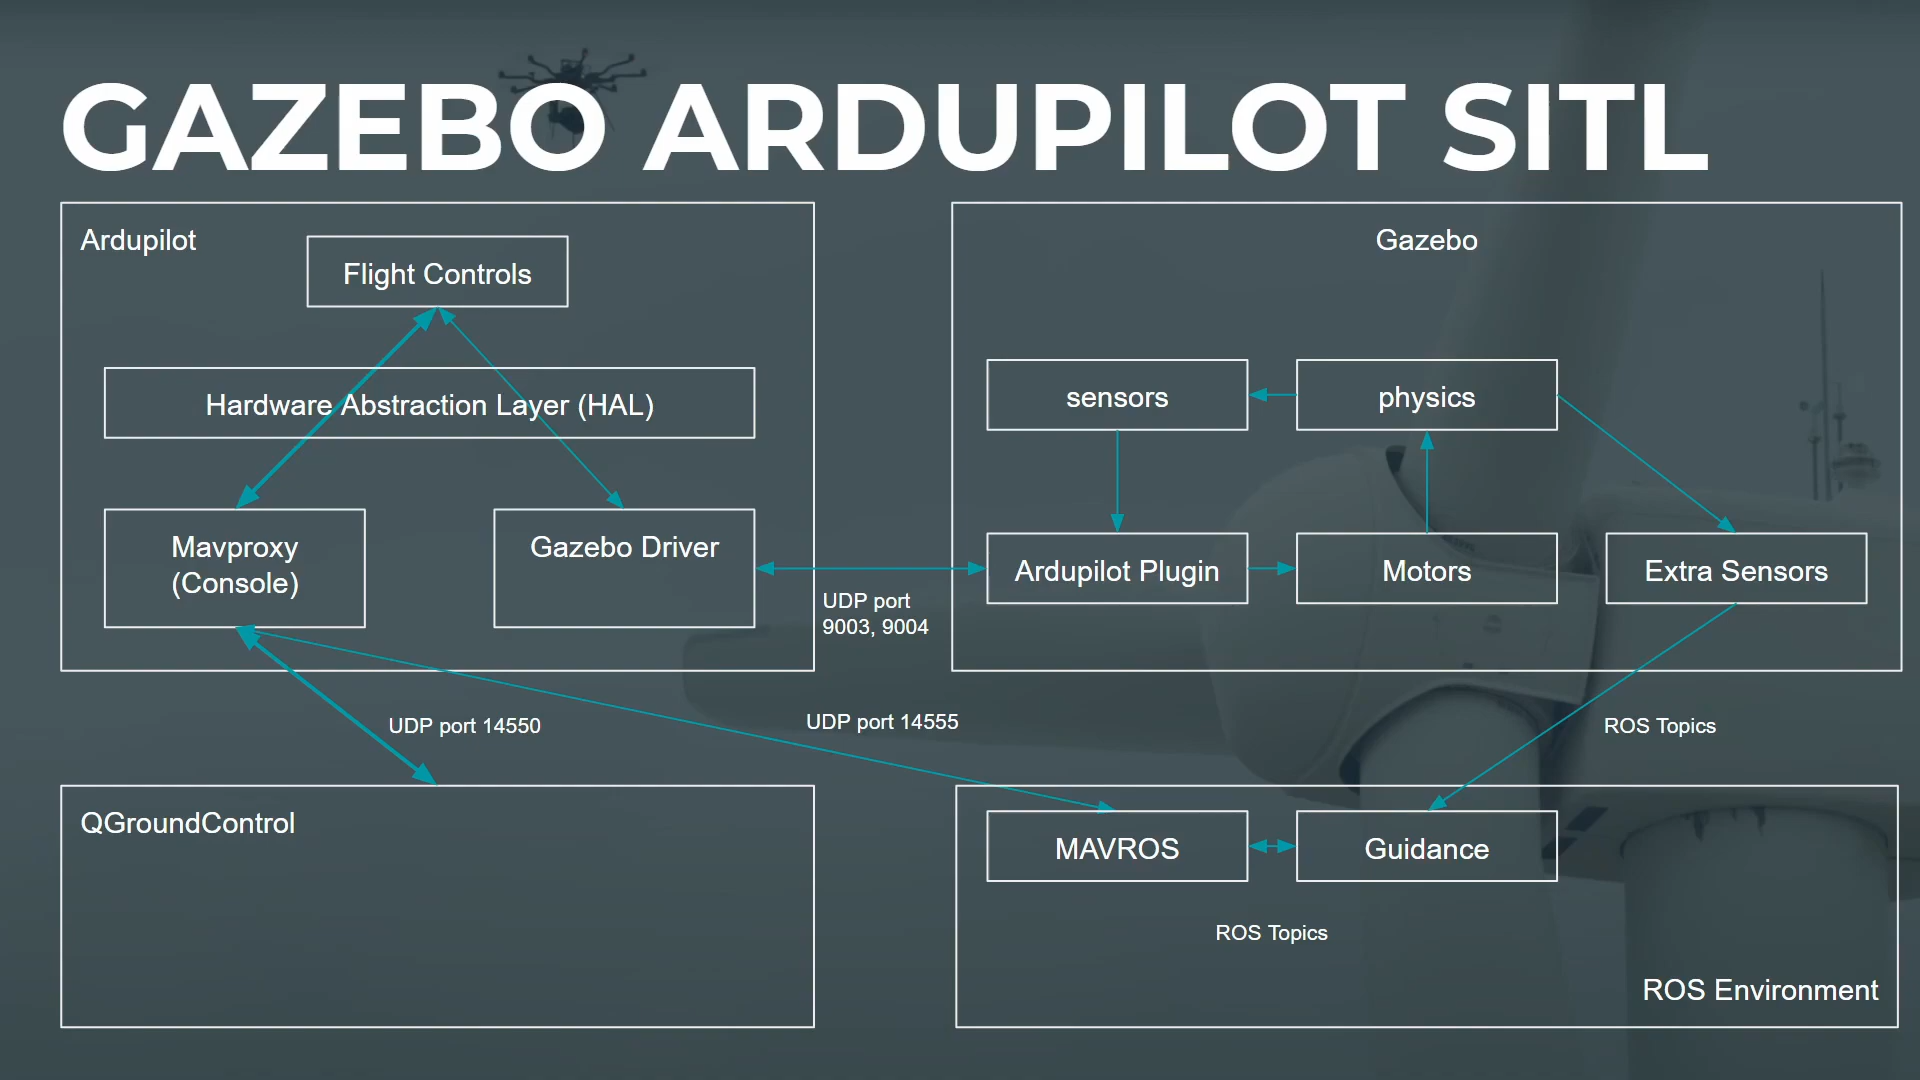 GAZEBO ARDUPILOT SITL
Ardupilot
Flight Controls
Hardware Abstraction Layer (HAL)
Mavproxy
(Console)
Gazebo Driver
UDP port
9003, 9004
Gazebo
sensors
physics
Ardupilot Plugin
Motors
Extra Sensors
UDP port 14550
UDP port 14555
ROS Topics
QGroundControl
MAVROS
Guidance
ROS Topics
ROS Environment